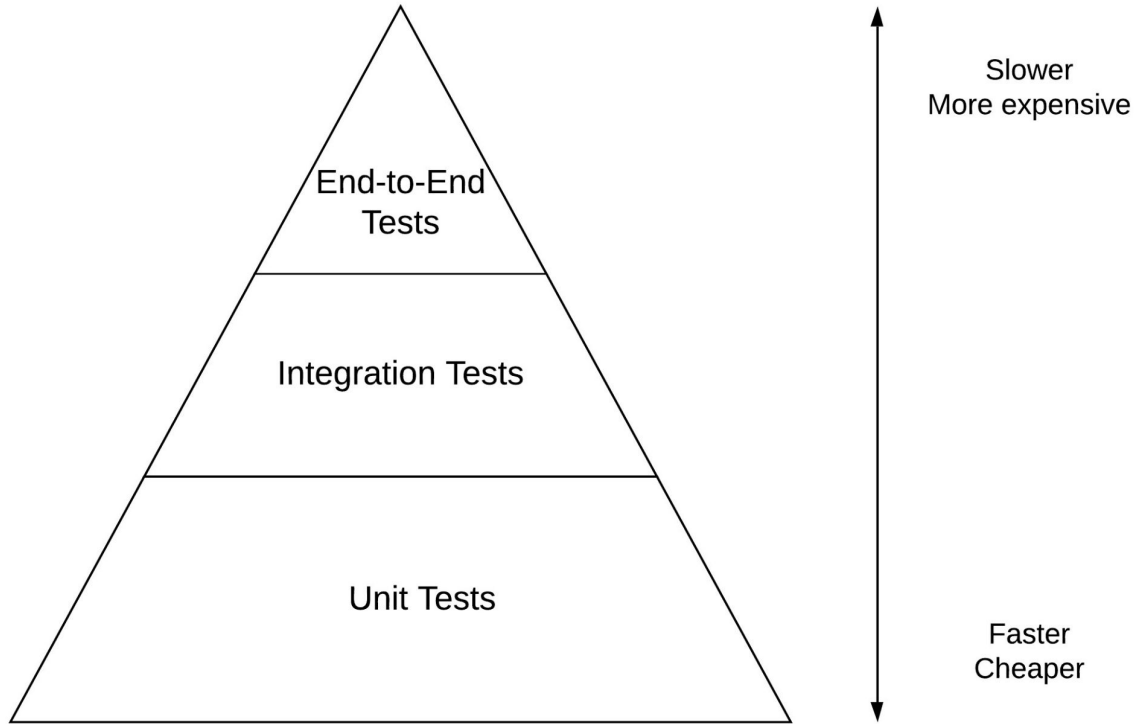 Slower
More expensive
End-to-End
Tests
Integration Tests
Unit Tests
Faster
Cheaper